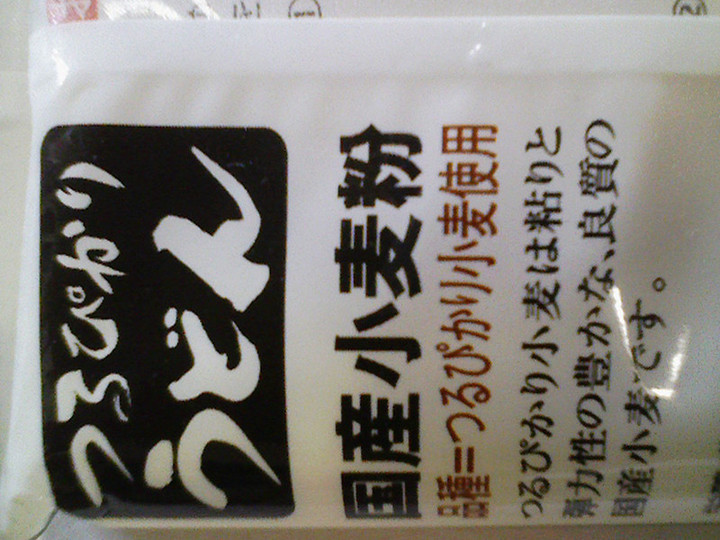 つるぴかり
うどん
国産小麦粉
品種=つるぴかり小麦使用
つるぴかり小麦は粘りと
弾力性の豊かな、良質の
国産小麦です。